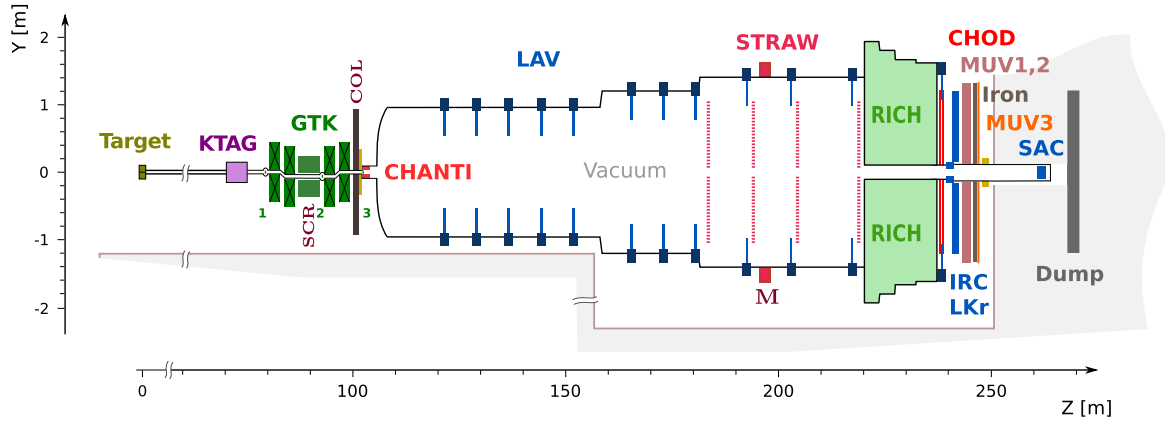 Y [m]
2
1
0
-1
-2
Target
KTAG
GTK
COL
1
2
3
SCR
CHANTI
LAV
Vacuum
STRAW
M
RICH
RICH
CHOD
MUV1,2
Iron
MUV3
SAC
IRC
LKr
Dump
0
100
150
200
250
Z [m]